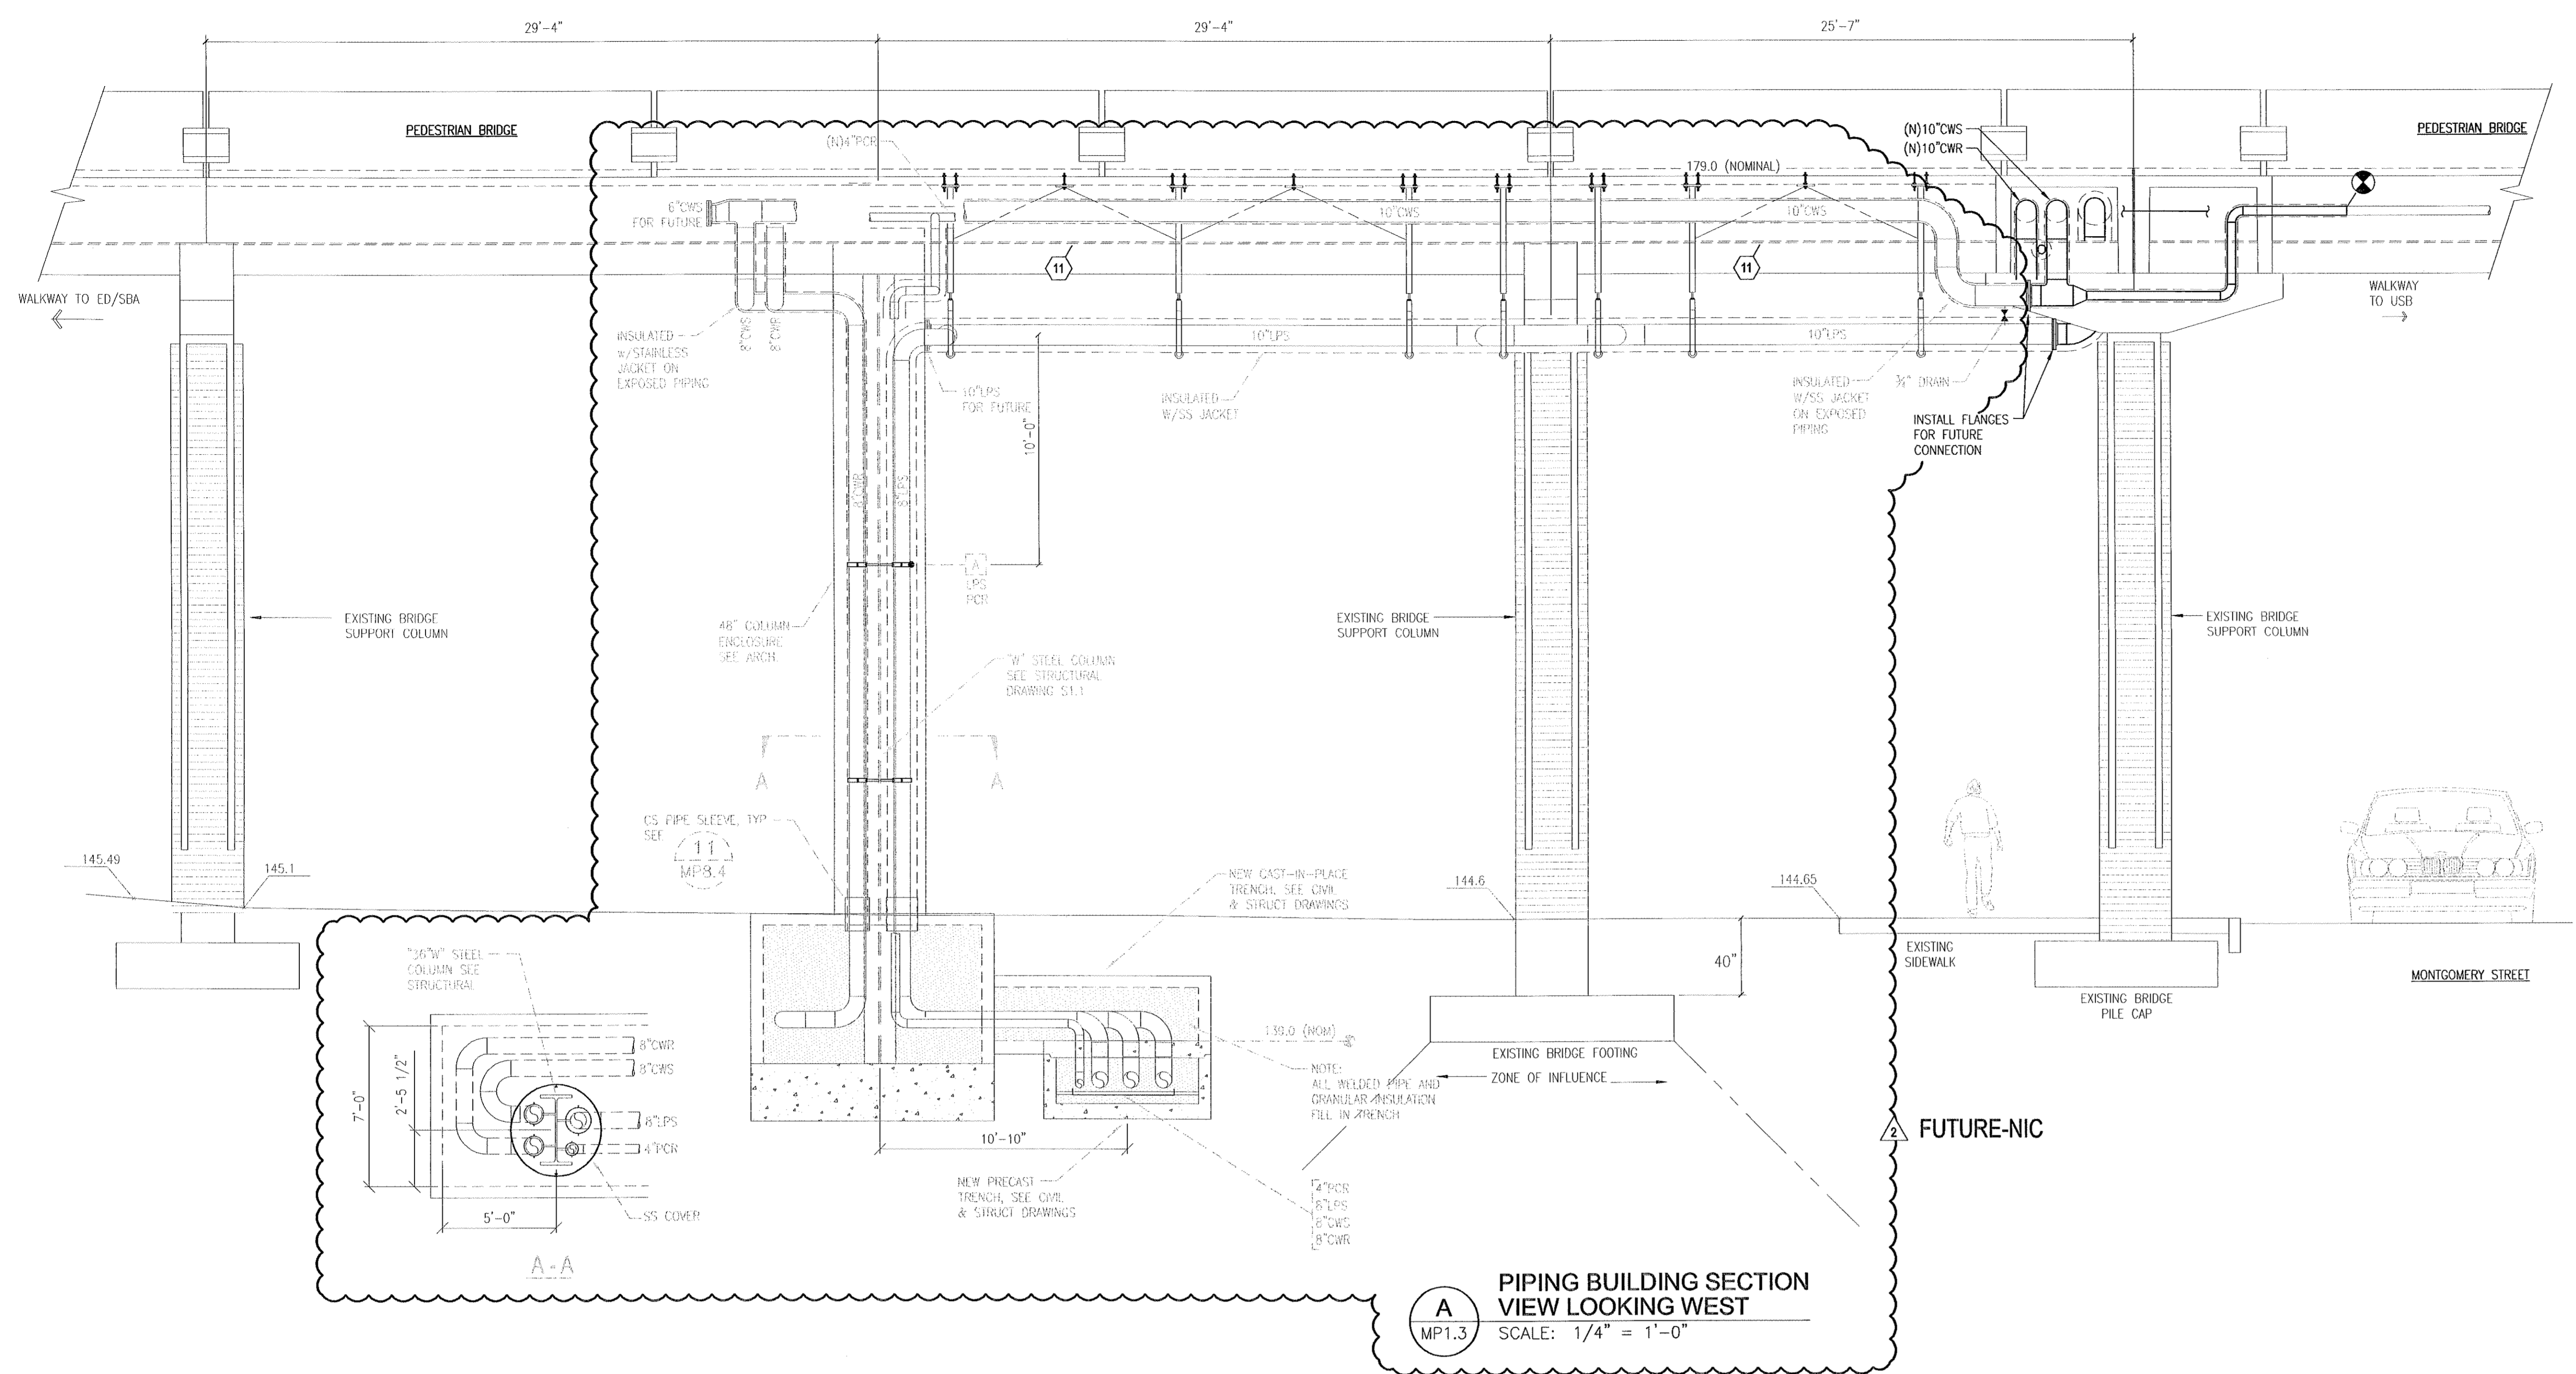 29'-4"
29'-4"
25'-7"
PEDESTRIAN BRIDGE
(N)4"PCR
(N)10"CWS
(N)10"CWR
PEDESTRIAN BRIDGE
179.0 (NOMINAL)
6"CWS
FOR FUTURE
10"CWS
10"CWS
11
11
WALKWAY TO ED/SBA
WALKWAY
TO USB
INSULATED
W/STAINLESS
JACKET ON
EXPOSED PIPING
8"CWS
8"CWR
10"LPS
10"LPS
10"LPS
FOR FUTURE
INSULATED
W/SS JACKET
INSULATED
W/SS JACKET
ON EXPOSED
PIPING
¾" DRAIN
INSTALL FLANGES
FOR FUTURE
CONNECTION
10'-0"
8"CWR
8"LPS
A
LPS
PCR
EXISTING BRIDGE
SUPPORT COLUMN
48" COLUMN
ENCLOSURE
SEE ARCH.
EXISTING BRIDGE
SUPPORT COLUMN
EXISTING BRIDGE
SUPPORT COLUMN
"W" STEEL COLUMN
SEE STRUCTURAL
DRAWING S1.1
A
A
CS PIPE SLEEVE, TYP
SEE
11
MP8.4
145.49
145.1
NEW CAST-IN-PLACE
TRENCH, SEE CIVIL
& STRUCT DRAWINGS
144.6
144.65
EXISTING
SIDEWALK
40"
MONTGOMERY STREET
EXISTING BRIDGE
PILE CAP
"36"W" STEEL
COLUMN SEE
STRUCTURAL
8"CWR
8"CWS
8"LPS
4"PCR
7'-0"
2'-5 1/2"
5'-0"
SS COVER
A-A
139.0 (NOM)
NOTE:
ALL WELDED PIPE AND
GRANULAR INSULATION
FILL IN TRENCH
EXISTING BRIDGE FOOTING
ZONE OF INFLUENCE
10'-10"
NEW PRECAST
TRENCH, SEE CIVIL
& STRUCT DRAWINGS
4"PCR
8"LPS
8"CWS
8"CWR
2
FUTURE-NIC
A
MP1.3
PIPING BUILDING SECTION
VIEW LOOKING WEST
SCALE: 1/4" = 1'-0"